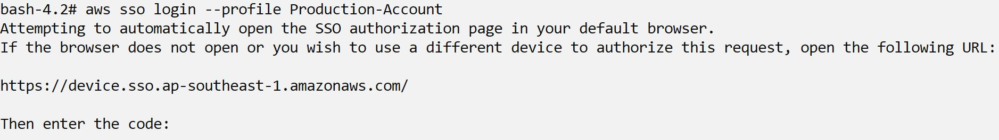 bash-4.2# aws sso login --profile Production-Account
Attempting to automatically open the SSO authorization page in your default browser.
If the browser does not open or you wish to use a different device to authorize this request, open the following URL:
https://device.sso.ap-southeast-1.amazonaws.com/
Then enter the code: